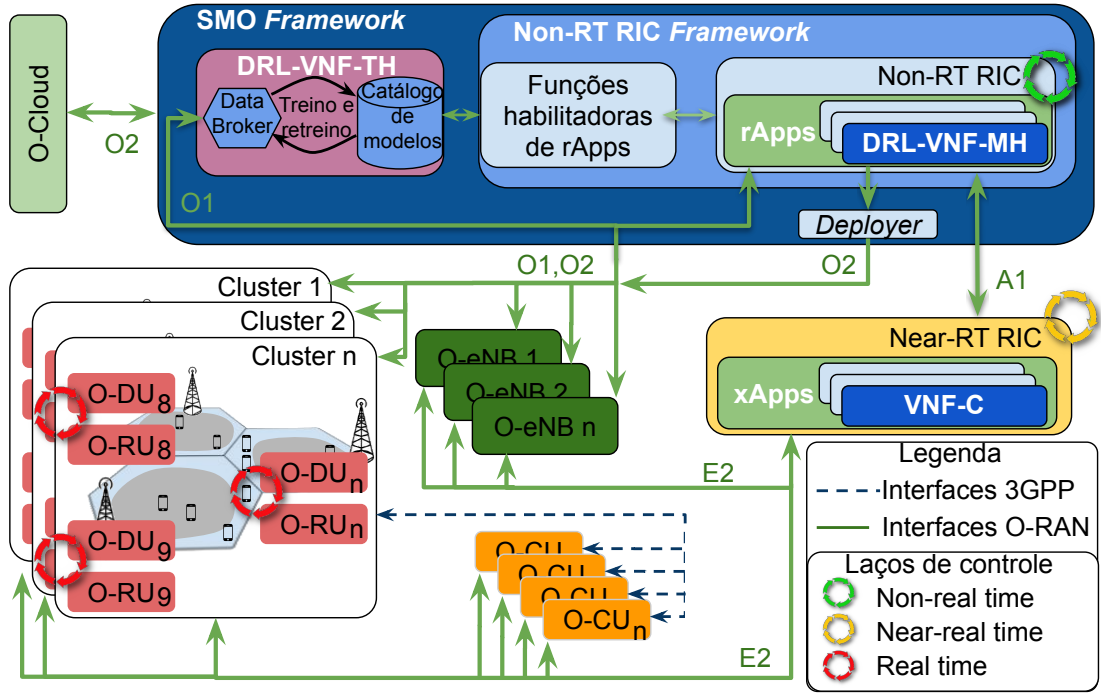 SMO Framework
Non-RT RIC Framework
O-Cloud
O2
DRL-VNF-TH
Data
Broker
Treino e
retreino
Catálogo
de
modelos
Funções
habilitadoras
de rApps
Non-RT RIC
rApps
DRL-VNF-MH
O1
Deployer
O1,O2
O2
A1
Cluster 1
Cluster 2
Cluster n
O-DU8
O-RU8
O-DUn
O-RUn
O-DU9
O-RU9
O-eNB 1
O-eNB 2
O-eNB n
Near-RT RIC
xApps
VNF-C
E2
O-CU
O-CU
O-CU
O-CUn
E2
Legenda
Interfaces 3GPP
Interfaces O-RAN
Laços de controle
Non-real time
Near-real time
Real time